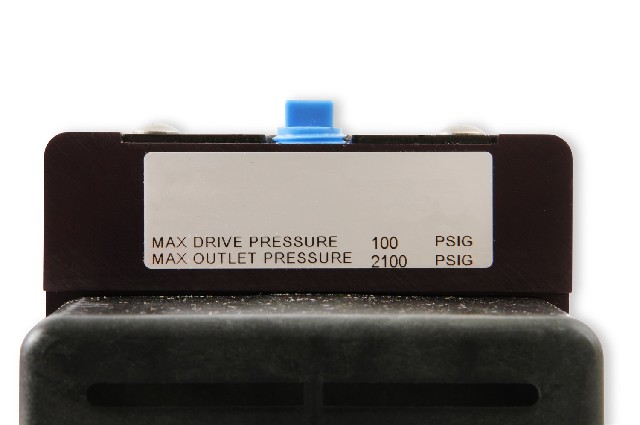 MAX DRIVE PRESSURE 100 PSIG
MAX OUTLET PRESSURE 2100 PSIG